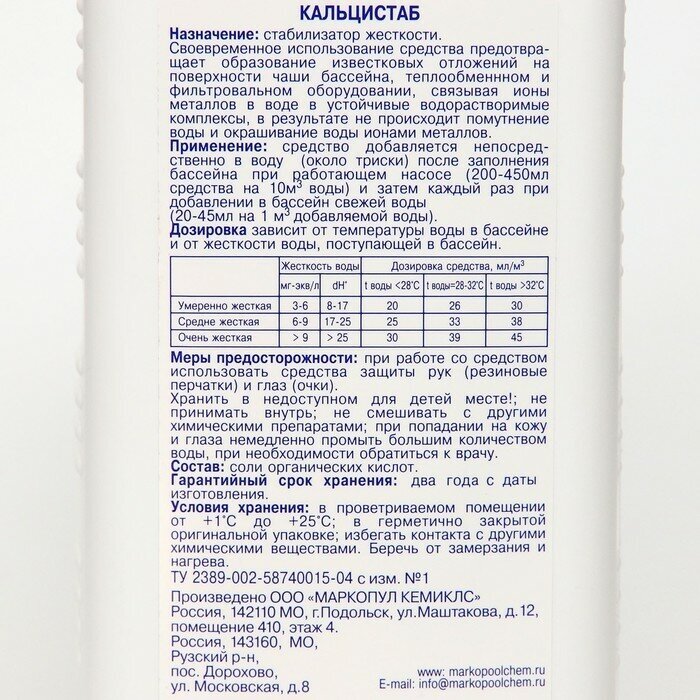 КАЛЬЦИСТАБ
Назначение: стабилизатор жесткости.
Своевременное использование средства предотвра-
щает образование известковых отложений на
поверхности чаши бассейна, теплообменнном и
фильтровальном оборудовании, связывая ионы
металлов в воде в устойчивые водорастворимые
комплексы, в результате не происходит помутнение
воды и окрашивание воды ионами металлов.
Применение: средство добавляется непосред-
ственно в воду (около триски) после заполнения
бассейна при работающем насосе (200-450мл
средства на 10м³ воды) и затем каждый раз при
добавлении в бассейн свежей воды
(20-45мл на 1 м³ добавляемой воды).
Дозировка зависит от температуры воды в бассейне
и от жесткости воды, поступающей в бассейн.
Жесткость воды Дозировка средства, мл/м³
мг-экв/л dH° t воды <28°С t воды=28-32°С t воды >32°С
Умеренно жесткая 3-6 8-17 20 26 30
Средне жесткая 6-9 17-25 25 33 38
Очень жесткая > 9 > 25 30 39 45
Меры предосторожности: при работе со средством
использовать средства защиты рук (резиновые
перчатки) и глаз (очки).
Хранить в недоступном для детей месте!; не
принимать внутрь; не смешивать с другими
химическими препаратами; при попадании на кожу
и глаза немедленно промыть большим количеством
воды, при необходимости обратиться к врачу.
Состав: соли органических кислот.
Гарантийный срок хранения: два года с даты
изготовления.
Условия хранения: в проветриваемом помещении
от +1°С до +25°С; в герметично закрытой
оригинальной упаковке; избегать контакта с другими
химическими веществами. Беречь от замерзания и
нагрева.
ТУ 2389-002-58740015-04 с изм. №1
Произведено ООО «МАРКОПУЛ КЕМИКЛС»
Россия, 142110 МО, г.Подольск, ул.Маштакова, д.12,
помещение 410, этаж 4.
Россия, 143160, МО,
Рузский р-н,
пос. Дорохово, www. markopoolchem.ru
ул. Московская, д.8 E-mail: info@markopoolchem.ru